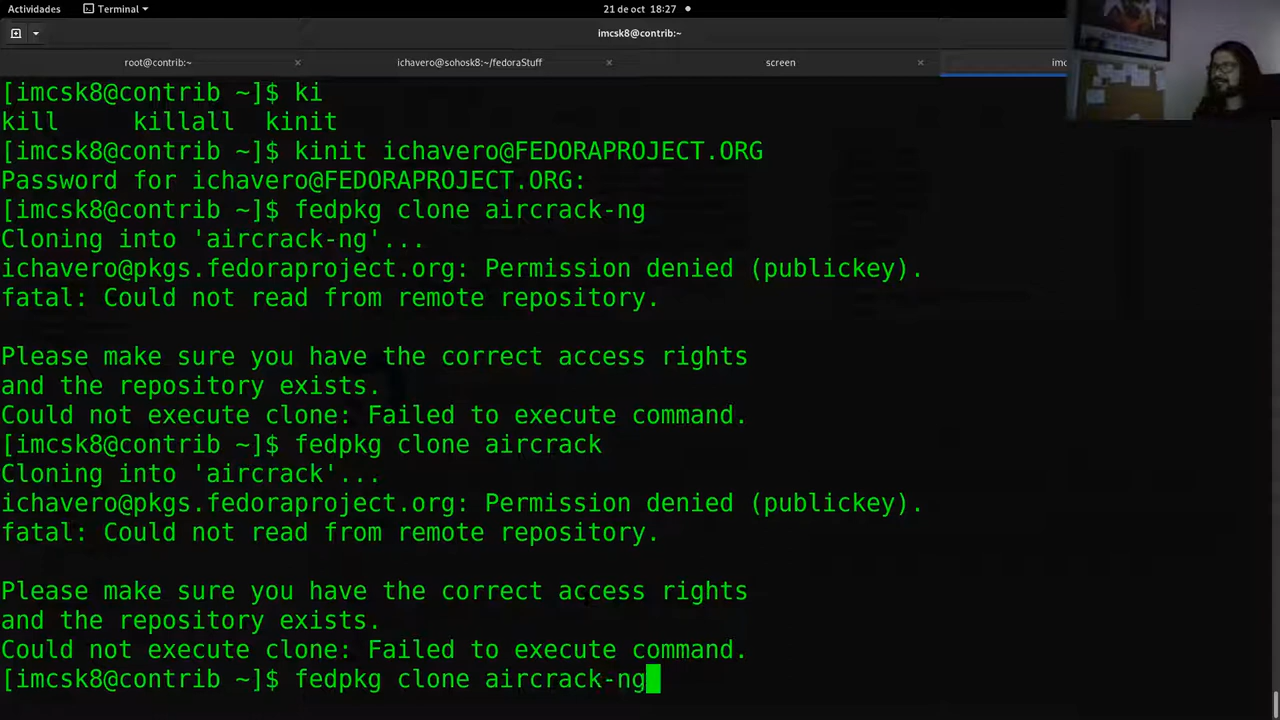 Actividades
Terminal
21 de oct 18:27
imcsk8@contrib:~
root@contrib:~
ichavero@sohosk8:~/fedoraStuff
screen
[imcsk8@contrib ~]$ ki
kill killall kinit
[imcsk8@contrib ~]$ kinit ichavero@FEDORAPROJECT.ORG
Password for ichavero@FEDORAPROJECT.ORG:
[imcsk8@contrib ~]$ fedpkg clone aircrack-ng
Cloning into 'aircrack-ng'...
ichavero@pkgs.fedoraproject.org: Permission denied (publickey).
fatal: Could not read from remote repository.
Please make sure you have the correct access rights
and the repository exists.
Could not execute clone: Failed to execute command.
[imcsk8@contrib ~]$ fedpkg clone aircrack
Cloning into 'aircrack'...
ichavero@pkgs.fedoraproject.org: Permission denied (publickey).
fatal: Could not read from remote repository.
Please make sure you have the correct access rights
and the repository exists.
Could not execute clone: Failed to execute command.
[imcsk8@contrib ~]$ fedpkg clone aircrack-ng